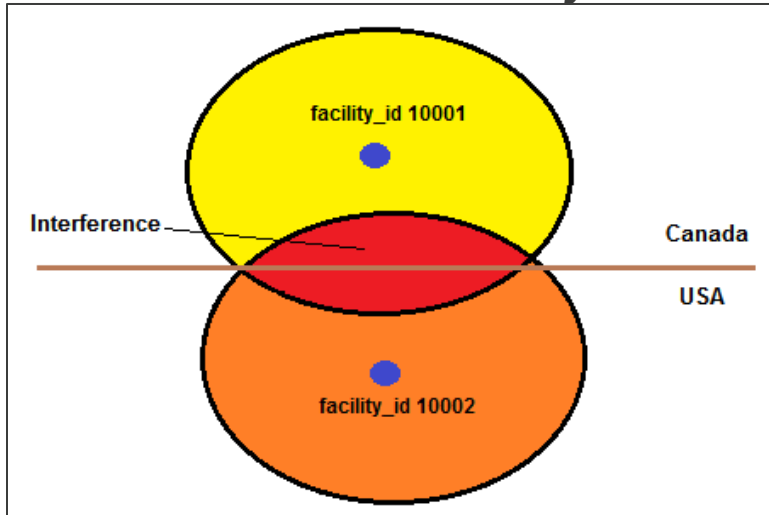 facility_id 10001
Interference
Canada
USA
facility_id 10002